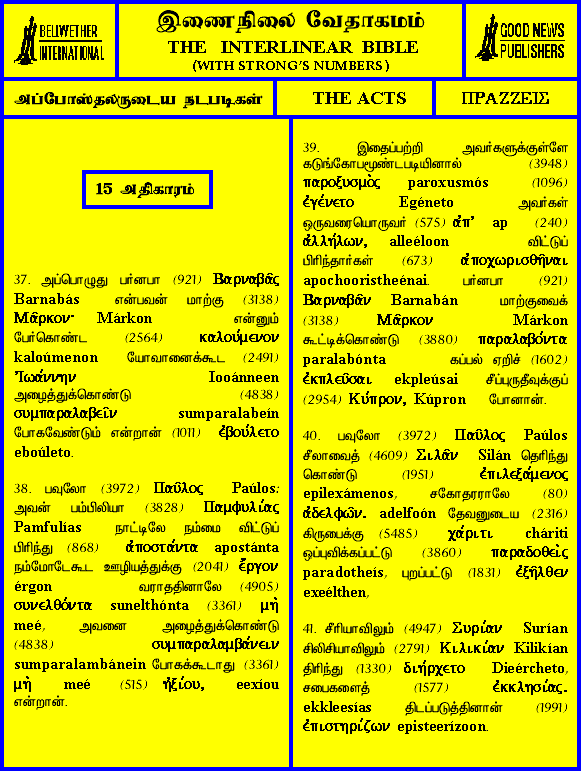 BELLWETHER
INTERNATIONAL
இணைநிலை வேதாகமம்
THE INTERLINEAR BIBLE
(WITH STRONG'S NUMBERS)
GOOD NEWS
PUBLISHERS
அப்போஸ்தலருடைய நடபடிகள்
THE ACTS
ΠΡΑΖΖΕΙΣ
15 அதிகாரம்
37. அப்பொழுது பர்னபா (921) Βαρναβᾶς
Barnabás என்பவன் மாற்கு (3138)
Μᾶρκον· Márkon என்னும்
பேர்கொண்ட (2564) καλούμενον
kaloúmenon யோவானைக்கூட (2491)
Ἰωάννην Iooánneen
அழைத்துக்கொண்டு (4838)
συμπαραλαβεῖν sumparalabeín
போகவேண்டும் என்றான் (1011) ἐβούλετο
eboúleto.
38. பவுலோ (3972) Παῦλος Paúlos:
அவன் பம்பிலியா (3828) Παμφυλίας
Pamfulías நாட்டிலே நம்மை விட்டுப்
பிரிந்து (868) ἀποστάντα apostánta
நம்மோடேகூட ஊழியத்துக்கு (2041) ἔργον
érgon வராததினாலே (4905)
συνελθόντα sunelthónta (3361) μὴ
meé, அவனை அழைத்துக்கொண்டு
(4838) συμπαραλαμβάνειν
sumparalambánein போகக்கூடாது (3361)
μὴ meé (515) ἠξίου, eexíou
என்றான்.
39. இதைப்பற்றி அவர்களுக்குள்ளே
கடுங்கோபமூண்டபடியினால் (3948)
παροξυσμὸς paroxusmós (1096)
ἐγένετο Egéneto அவர்கள்
ஒருவரையொருவர் (575) ἀπ' ap (240)
ἀλλήλων, alleéloon விட்டுப்
பிரிந்தார்கள் (673) ἀποχωρισθῆναι
apochooristheénai. பர்னபா (921)
Βαρναβᾶν Barnabán மாற்குவைக்
(3138) Μᾶρκον Márkon
கூட்டிக்கொண்டு (3880) παραλαβόντα
paralabónta கப்பல் ஏறிச் (1602)
ἐκπλεῦσαι ekpleúsai சீப்புருதீவுக்குப்
(2954) Κύπρον, Kúpron போனான்.
40. பவுலோ (3972) Παῦλος Paúlos
சீலாவைத் (4609) Σιλᾶν Silán தெரிந்து
கொண்டு (1951) ἐπιλεξάμενος
epilexámenos, சகோதரராலே (80)
ἀδελφῶν. adelfoón தேவனுடைய (2316)
கிருபைக்கு (5485) χάριτι cháriti
ஒப்புவிக்கப்பட்டு (3860) παραδοθεὶς
paradotheís, புறப்பட்டு (1831) ἐξῆλθεν
exeélthen,
41. சீரியாவிலும் (4947) Συρίαν Surían
சிலிசியாவிலும் (2791) Κιλικίαν Kilikían
திரிந்து (1330) διήρχετο Dieércheto,
சபைகளைத் (1577) ἐκκλησίας.
ekkleesías திடப்படுத்தினான் (1991)
ἐπιστηρίζων episteerízoon.